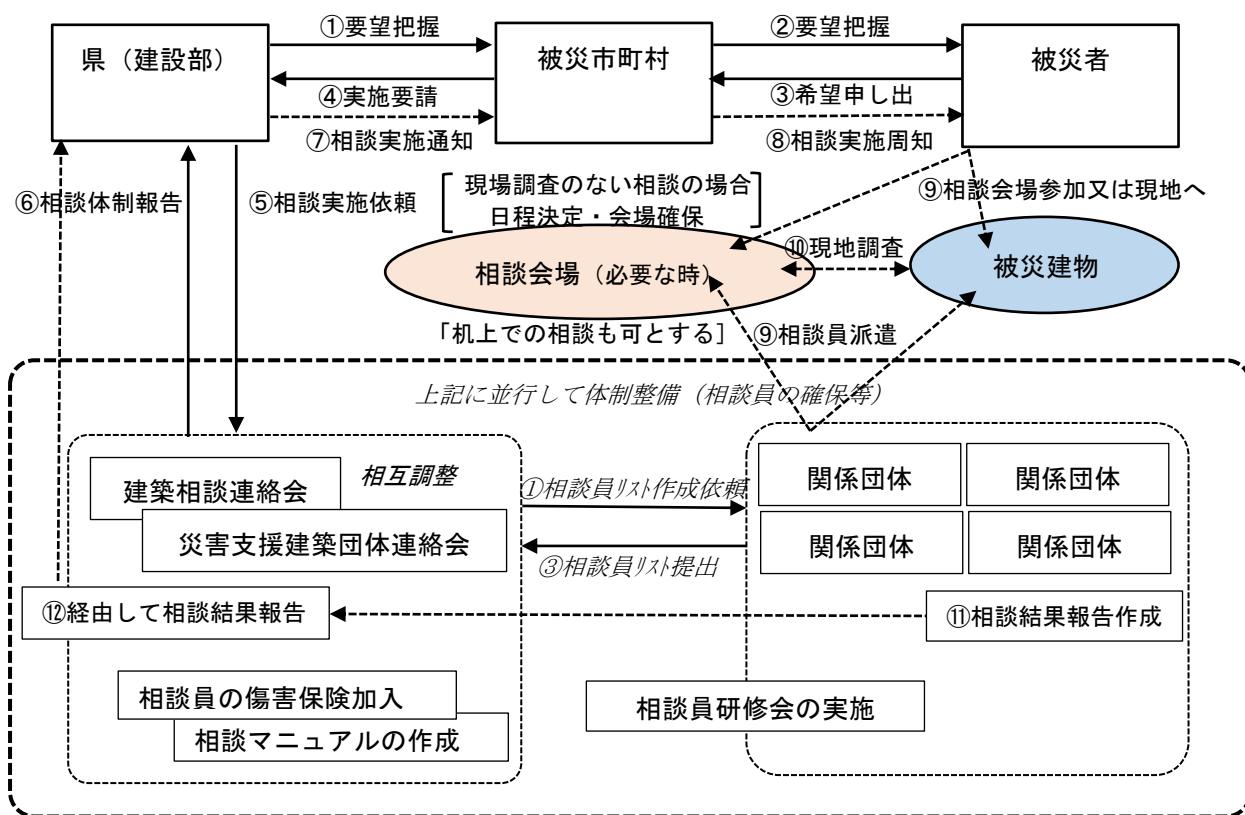 ①要望把握
②要望把握
県（建設部）
被災市町村
被災者
④実施要請
③希望申し出
⑦相談実施通知
⑧相談実施周知
⑥相談体制報告
⑤相談実施依頼
現場調査のない相談の場合
日程決定・会場確保
⑨相談会場参加又は現地へ
⑩現地調査
相談会場（必要な時）
被災建物
「机上での相談も可とする］
⑨相談員派遣
上記に並行して体制整備（相談員の確保等）
建築相談連絡会
相互調整
①相談員ﾘｽﾄ作成依頼
関係団体
関係団体
災害支援建築団体連絡会
関係団体
関係団体
③相談員ﾘｽﾄ提出
⑫経由して相談結果報告
⑪相談結果報告作成
相談員の傷害保険加入
相談員研修会の実施
相談マニュアルの作成